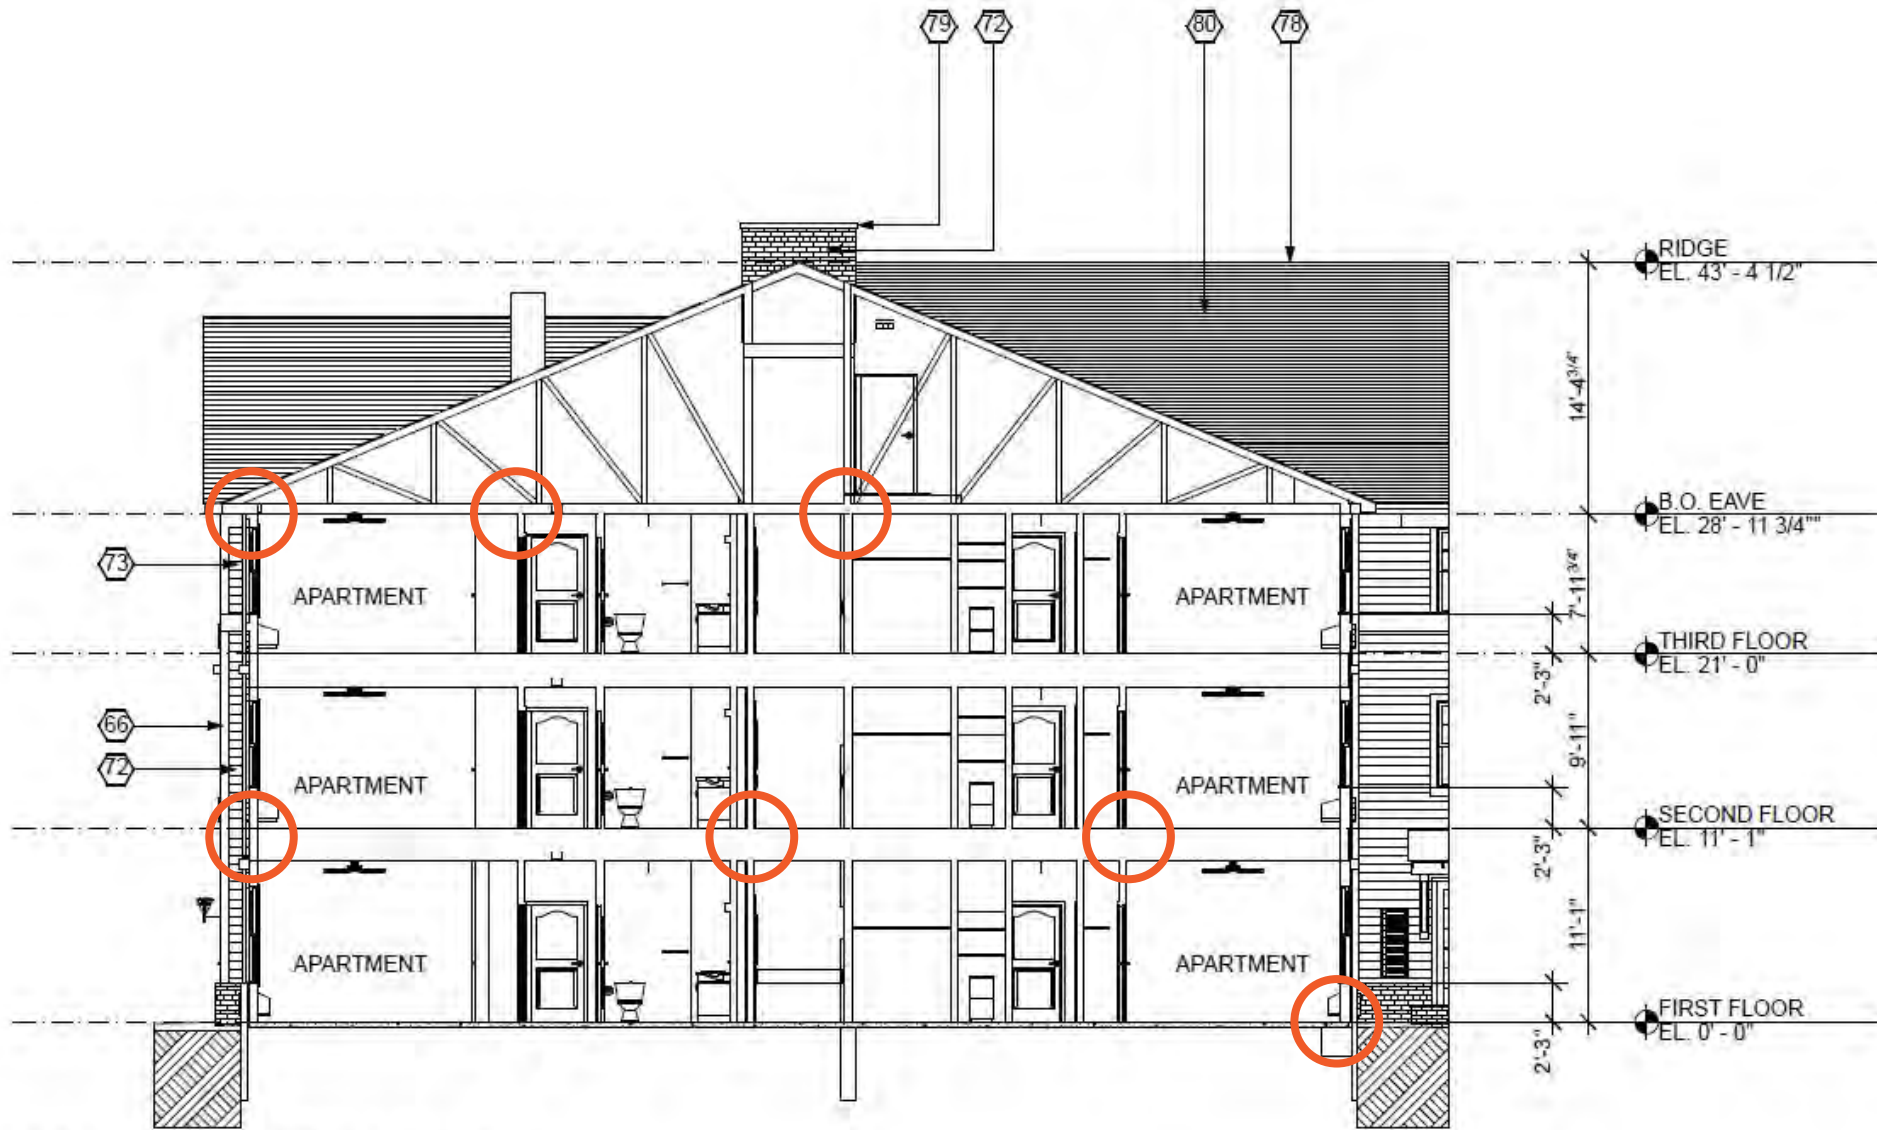 79 72 80 78
RIDGE
EL. 43' - 4 1/2"
14'-4 3/4"
B.O. EAVE
EL. 28' - 11 3/4""
73
7'-11 3/4"
APARTMENT APARTMENT
THIRD FLOOR
EL. 21' - 0"
2'-3"
66
9'-11"
72
APARTMENT APARTMENT
SECOND FLOOR
EL. 11' - 1"
2'-3"
11'-1"
APARTMENT APARTMENT
FIRST FLOOR
EL. 0' - 0"
2'-3"